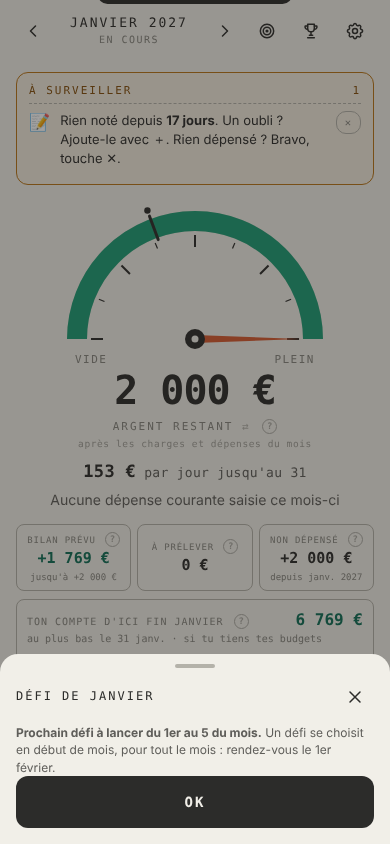 JANVIER 2027
EN COURS
À SURVEILLER 1
Rien noté depuis 17 jours. Un oubli ?
Ajoute-le avec ＋. Rien dépensé ? Bravo,
touche ✕.
×
VIDE PLEIN
2 000 €
ARGENT RESTANT ⇄ ?
après les charges et dépenses du mois
153 € par jour jusqu'au 31
Aucune dépense courante saisie ce mois-ci
BILAN PRÉVU ?
+1 769 €
jusqu'à +2 000 €
À PRÉLEVER ?
0 €
NON DÉPENSÉ ?
+2 000 €
depuis janv. 2027
TON COMPTE D'ICI FIN JANVIER ? 6 769 €
au plus bas le 31 janv. · si tu tiens tes budgets
DÉFI DE JANVIER
Prochain défi à lancer du 1er au 5 du mois. Un défi se choisit
en début de mois, pour tout le mois : rendez-vous le 1er
février.
OK